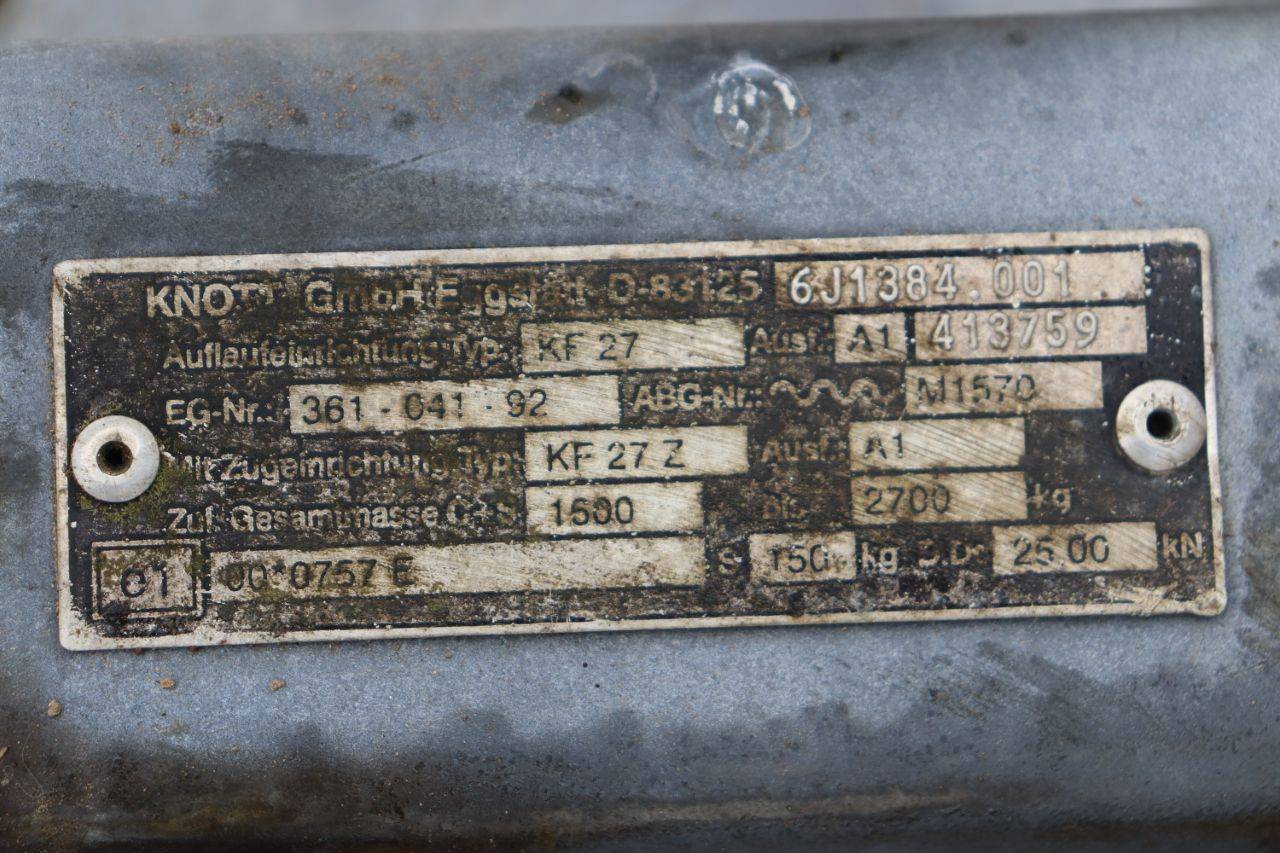 KNOTT GmbH Eggstätt D-83125 6J1384.001
Auflaufeinrichtung Typ: KF 27 Ausf.: A1 413759
EG-Nr.: 361-041-92 ABG-Nr.: M1570
Mit Zugeinrichtung Typ: KF 27 Z Ausf.: A1
Zul. Gesamtmasse 1500 bis 2700 kg
e1 0757 E S 150 kg 25.00 kN